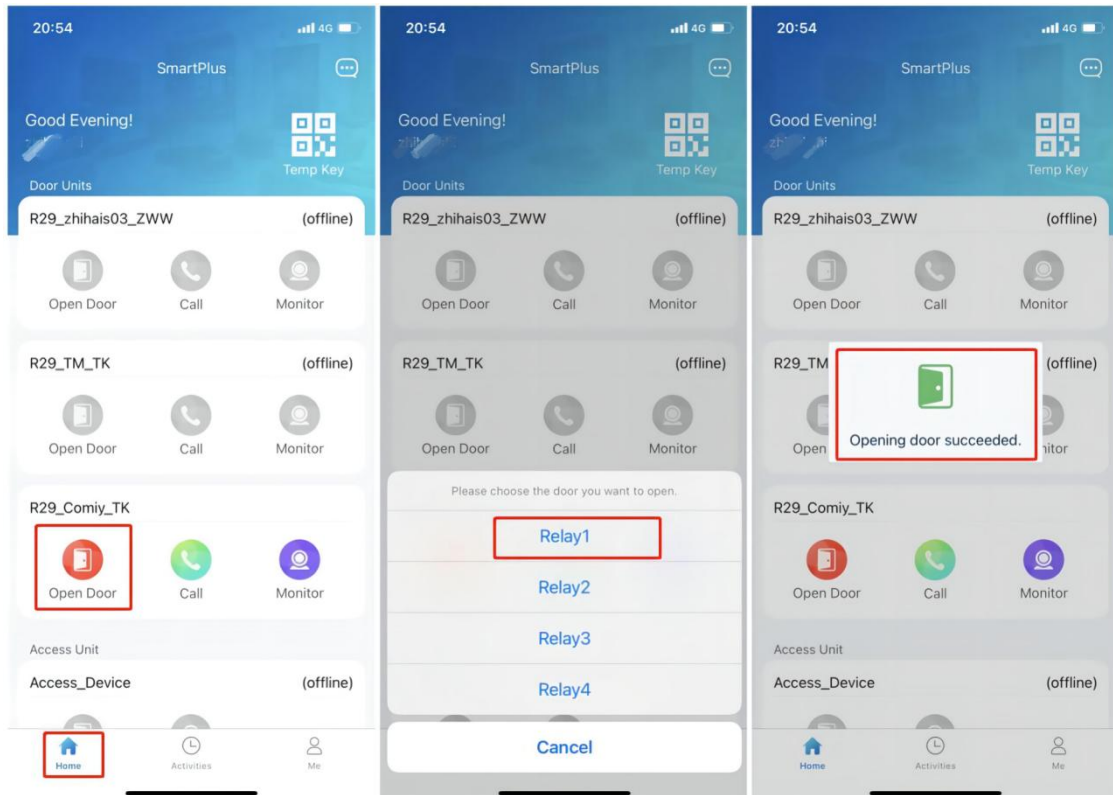 20:54
4G
SmartPlus
Good Evening!
Temp Key
Door Units
R29_zhihais03_ZWW (offline)
Open Door Call Monitor
R29_TM_TK (offline)
Open Door Call Monitor
R29_Comiy_TK
Open Door Call Monitor
Access Unit
Access_Device (offline)
Home Activities Me
20:54
4G
SmartPlus
Good Evening!
Temp Key
Door Units
R29_zhihais03_ZWW (offline)
Open Door Call Monitor
R29_TM_TK (offline)
Open Door Call Monitor
Please choose the door you want to open.
Relay1
Relay2
Relay3
Relay4
Cancel
20:54
4G
SmartPlus
Good Evening!
Temp Key
Door Units
R29_zhihais03_ZWW (offline)
Open Door Call Monitor
R29_TM (offline)
Opening door succeeded.
Open nitor
R29_Comiy_TK
Open Door Call Monitor
Access Unit
Access_Device (offline)
Home Activities Me